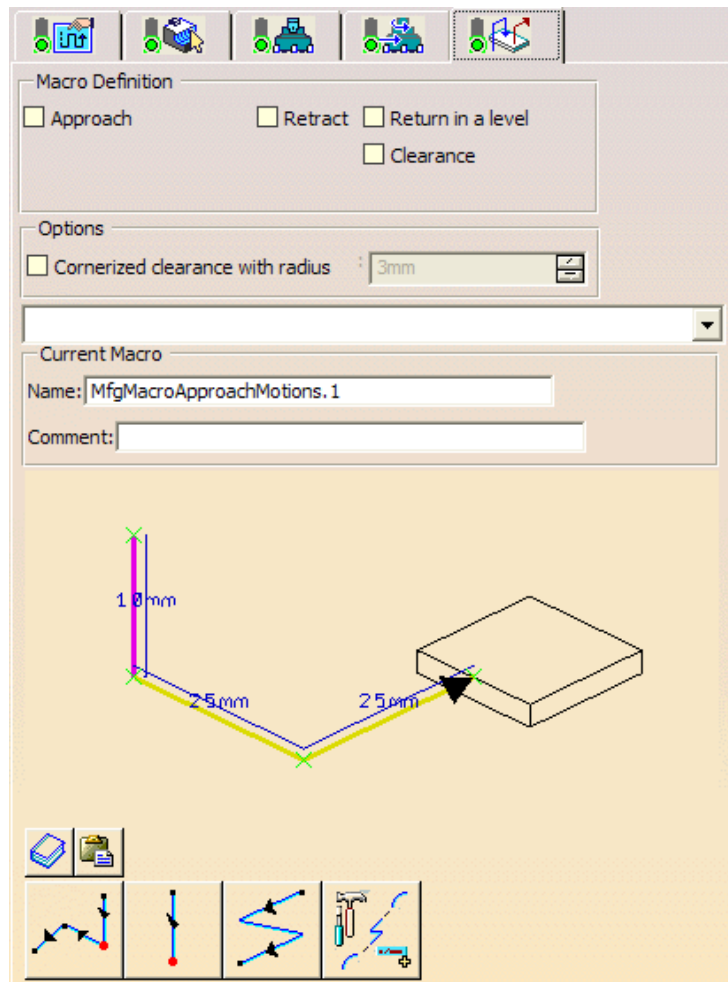 Macro Definition
Approach
Retract
Return in a level
Clearance
Options
Cornerized clearance with radius : 3mm
Current Macro
Name: MfgMacroApproachMotions.1
Comment:
10mm
25mm
25mm